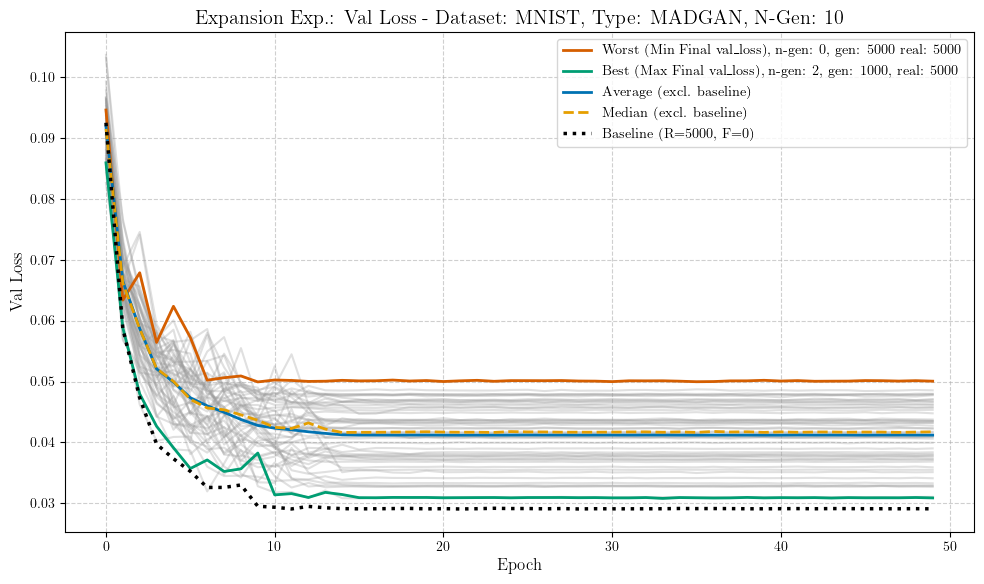 Expansion Exp.: Val Loss - Dataset: MNIST, Type: MADGAN, N-Gen: 10
Worst (Min Final val_loss), n-gen: 0, gen: 5000 real: 5000
Best (Max Final val_loss), n-gen: 2, gen: 1000, real: 5000
Average (excl. baseline)
Median (excl. baseline)
Baseline (R=5000, F=0)
Val Loss
0.10
0.09
0.08
0.07
0.06
0.05
0.04
0.03
0
10
20
30
40
50
Epoch